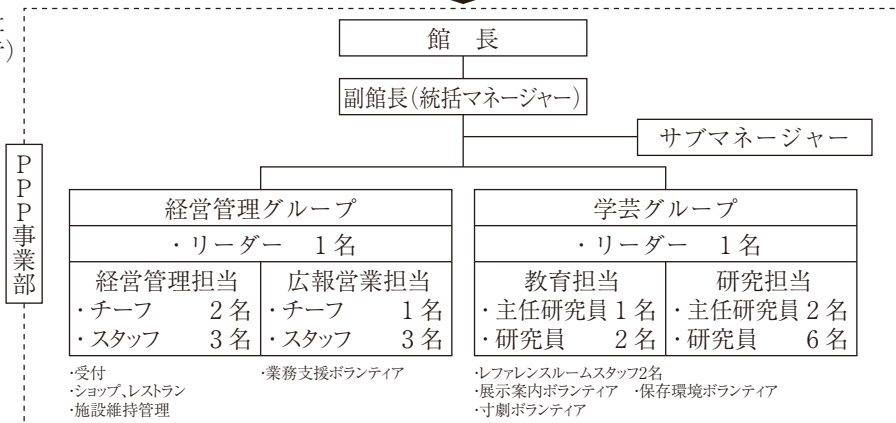 館　長
副館長(統括マネージャー)
サブマネージャー
PPP事業部
経営管理グループ
・リーダー　1名
経営管理担当
・チーフ　2名
・スタッフ　3名
広報営業担当
・チーフ　1名
・スタッフ　3名
・受付
・ショップ、レストラン
・施設維持管理
・業務支援ボランティア
学芸グループ
・リーダー　1名
教育担当
・主任研究員 1名
・研究員　2名
研究担当
・主任研究員 2名
・研究員　6名
・レファレンスルームスタッフ2名
・展示案内ボランティア　・保存環境ボランティア
・寸劇ボランティア